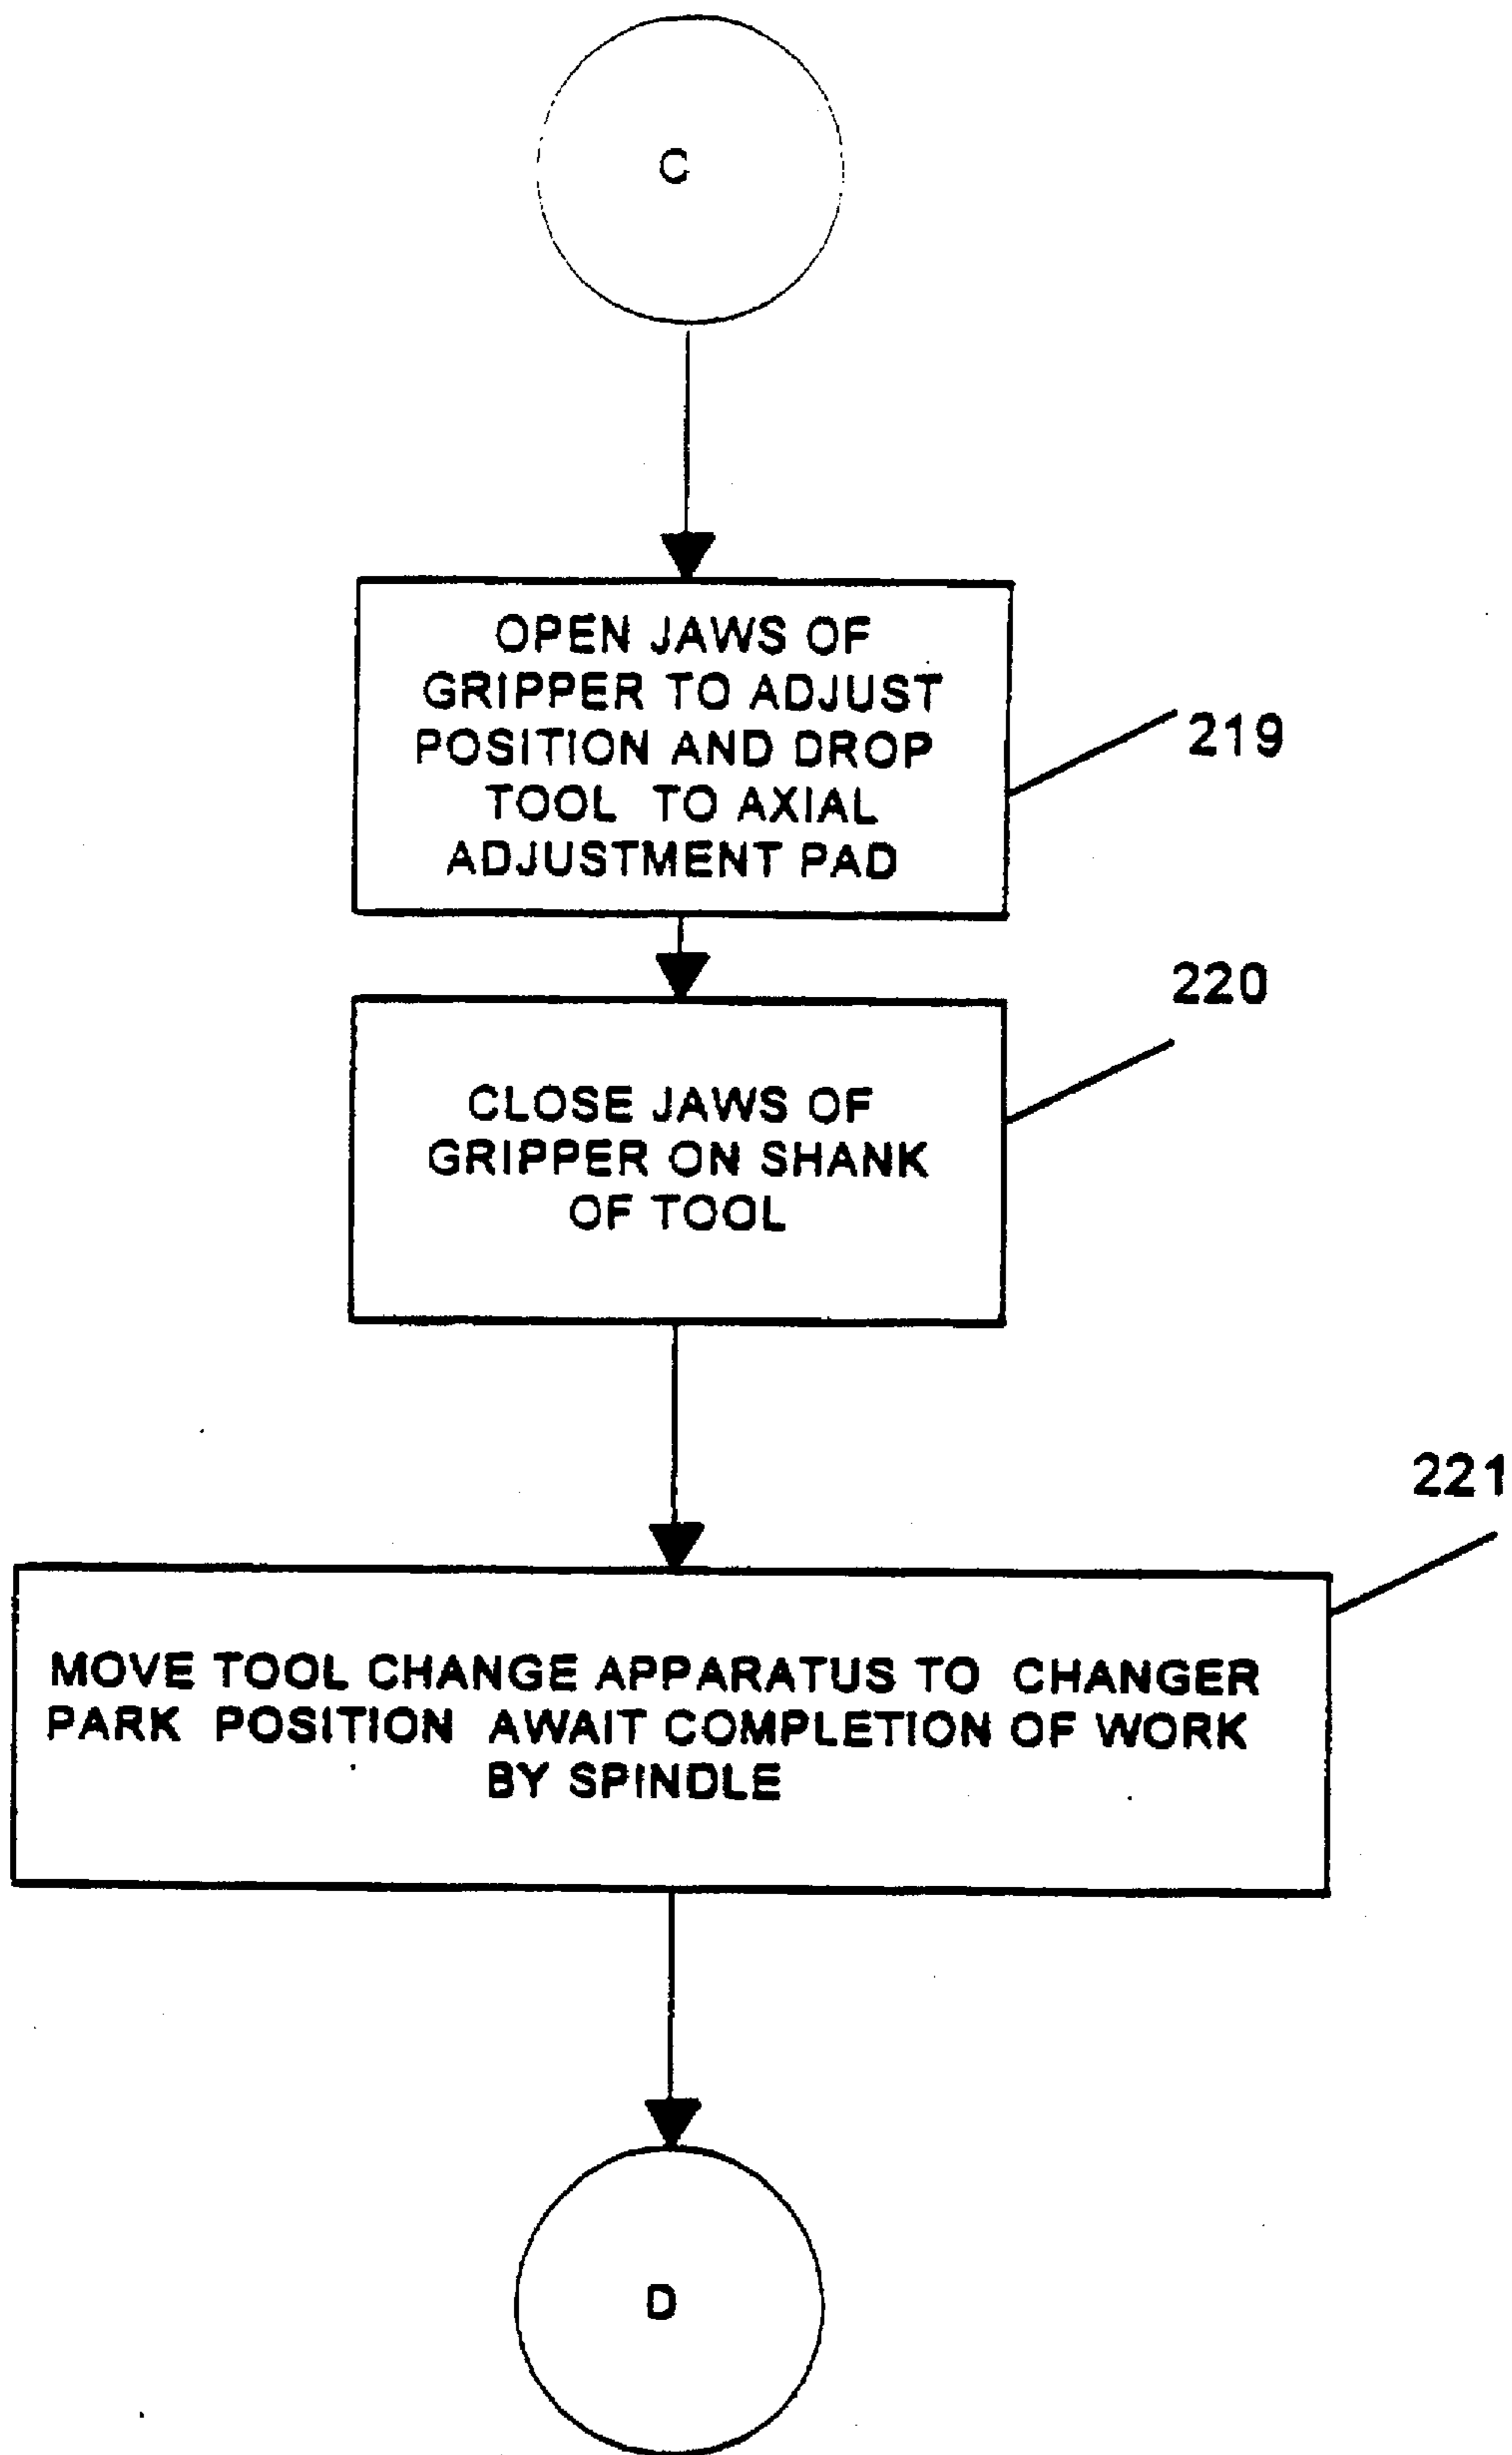 C
OPEN JAWS OF
GRIPPER TO ADJUST
POSITION AND DROP
TOOL TO AXIAL
ADJUSTMENT PAD
219
220
CLOSE JAWS OF
GRIPPER ON SHANK
OF TOOL
221
MOVE TOOL CHANGE APPARATUS TO CHANGER
PARK POSITION AWAIT COMPLETION OF WORK
BY SPINDLE
D